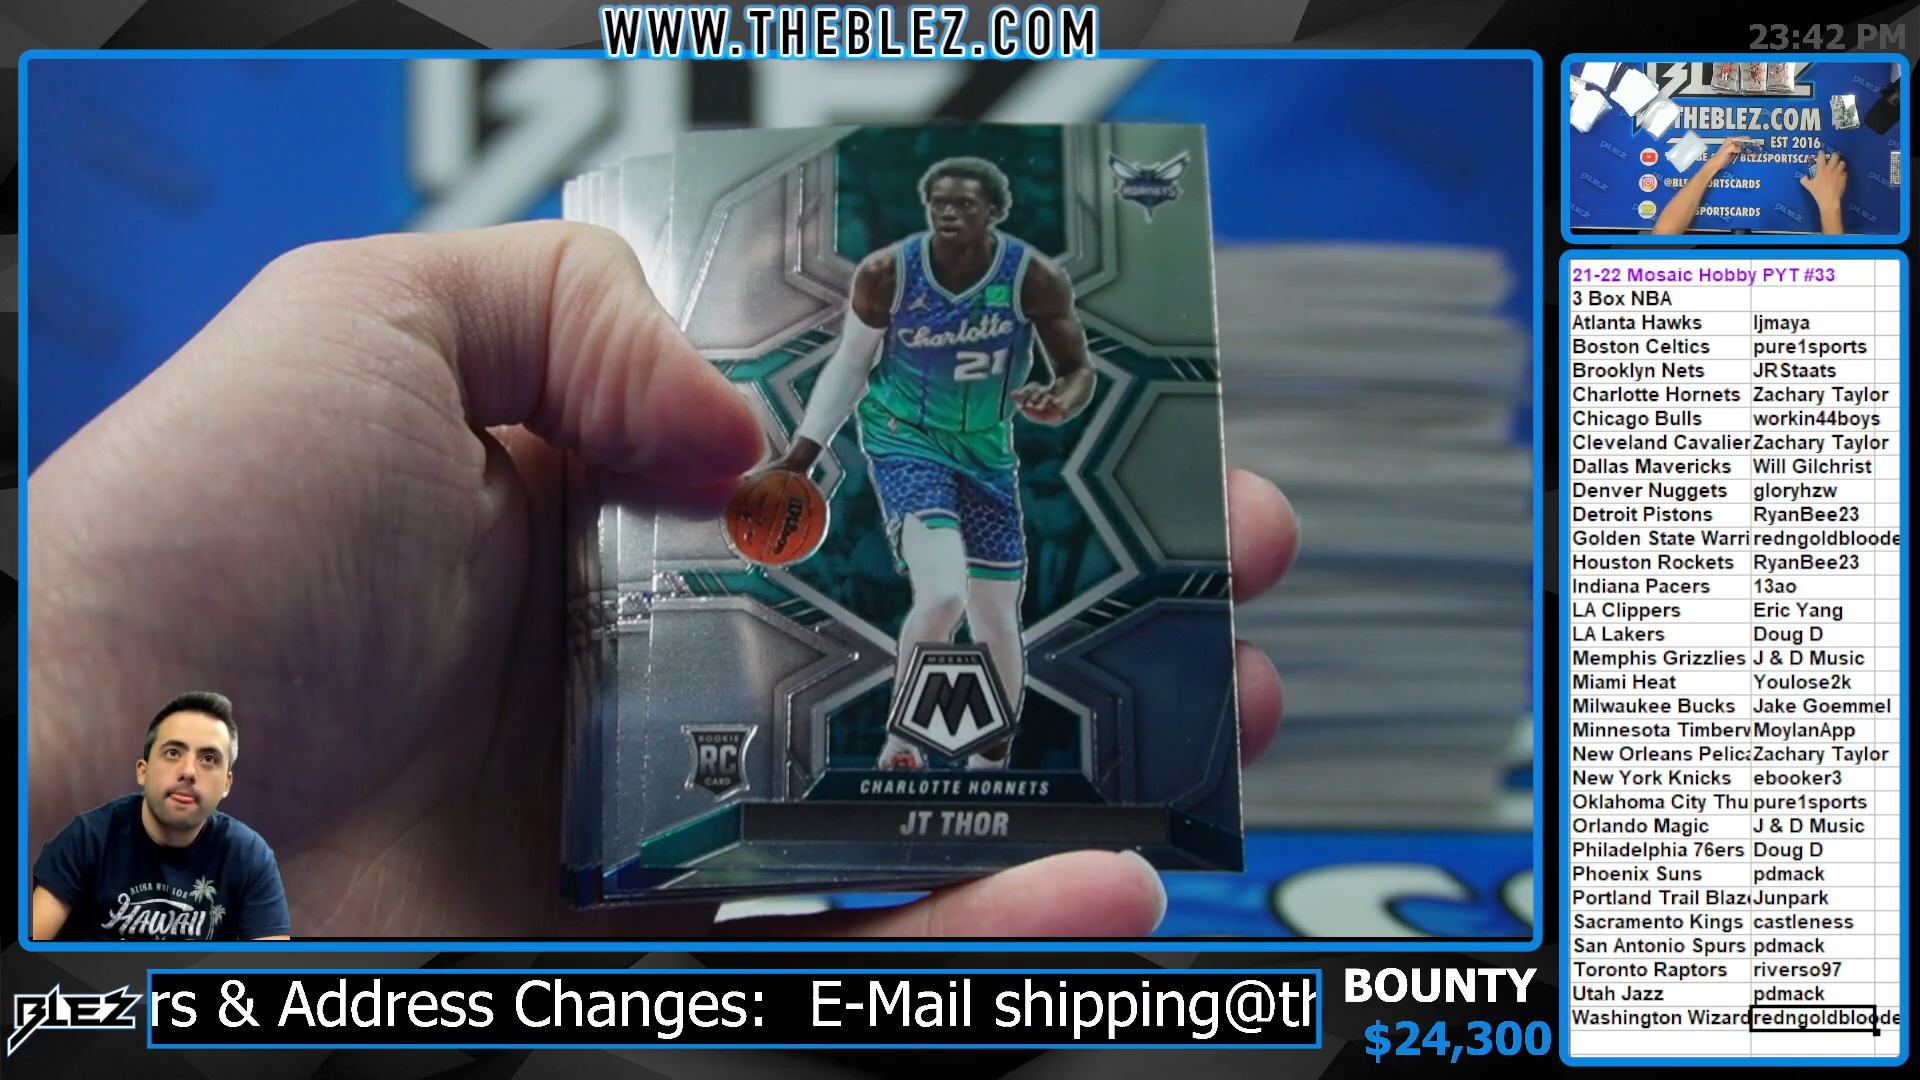 WWW.THEBLEZ.COM
23:42 PM
HORNETS
Charlotte
21
Wilson
MOSAIC
M
ROOKIE
RC
CARD
CHARLOTTE HORNETS
JT THOR
HAWAII
BLEZ
THEBLEZ.COM
EST 2016
21-22 Mosaic Hobby PYT #33
3 Box NBA
Atlanta Hawks ljmaya
Boston Celtics pure1sports
Brooklyn Nets JRStaats
Charlotte Hornets Zachary Taylor
Chicago Bulls workin44boys
Cleveland Cavalier Zachary Taylor
Dallas Mavericks Will Gilchrist
Denver Nuggets gloryhzw
Detroit Pistons RyanBee23
Golden State Warri redngoldbloode
Houston Rockets RyanBee23
Indiana Pacers 13ao
LA Clippers Eric Yang
LA Lakers Doug D
Memphis Grizzlies J & D Music
Miami Heat Youlose2k
Milwaukee Bucks Jake Goemmel
Minnesota Timberv MoylanApp
New Orleans Pelica Zachary Taylor
New York Knicks ebooker3
Oklahoma City Thu pure1sports
Orlando Magic J & D Music
Philadelphia 76ers Doug D
Phoenix Suns pdmack
Portland Trail Blaze Junpark
Sacramento Kings castleness
San Antonio Spurs pdmack
Toronto Raptors riverso97
Utah Jazz pdmack
Washington Wizard redngoldbloode
BLEZ
rs & Address Changes: E-Mail shipping@th
BOUNTY
$24,300